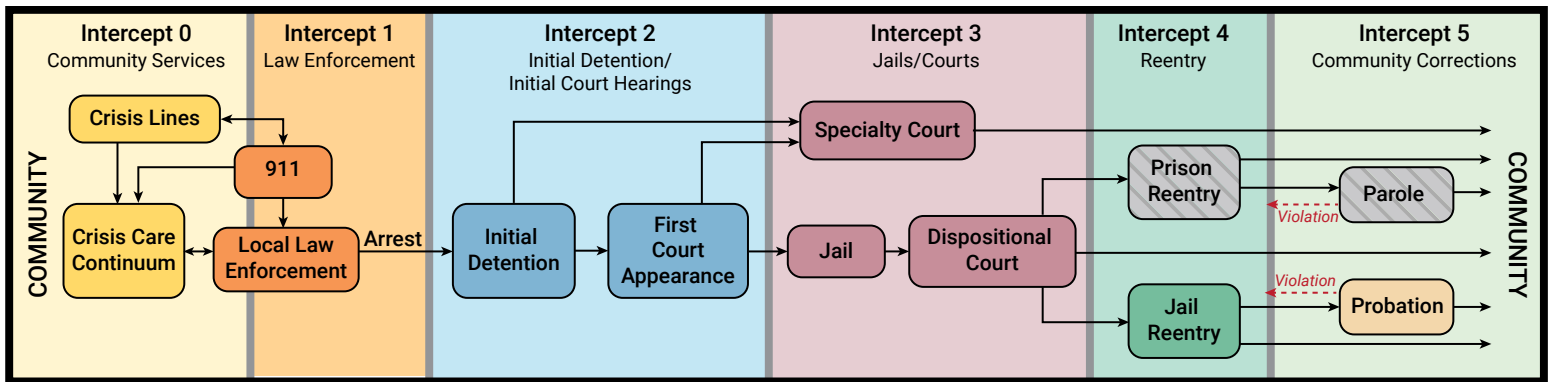 Intercept 0
Community Services
Intercept 1
Law Enforcement
Intercept 2
Initial Detention/
Initial Court Hearings
Intercept 3
Jails/Courts
Intercept 4
Reentry
Intercept 5
Community Corrections
COMMUNITY
Crisis Lines
911
Crisis Care
Continuum
Local Law
Enforcement
Arrest
Initial
Detention
First
Court
Appearance
Specialty Court
Jail
Dispositional
Court
Prison
Reentry
Parole
Violation
Jail
Reentry
Violation
Probation
COMMUNITY